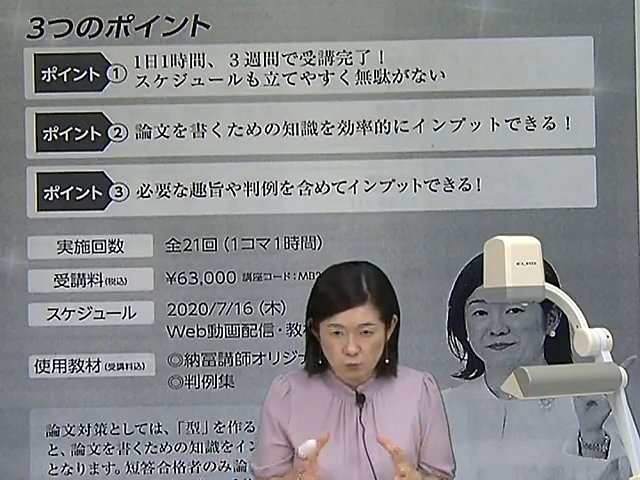 3つのポイント
ポイント① 1日1時間、3週間で受講完了!
スケジュールも立てやすく無駄がない
ポイント② 論文を書くための知識を効率的にインプットできる!
ポイント③ 必要な趣旨や判例を含めてインプットできる!
実施回数 全21回(1コマ1時間)
受講料(税込) ¥63,000 講座コード:MB2
スケジュール 2020/7/16(木)
Web動画配信・教材
使用教材(受講料込) ◎納富講師オリジナ
◎判例集
論文対策としては、「型」を作る
と、論文を書くための知識をイン
となります。短答合格者のみ論
ELMO